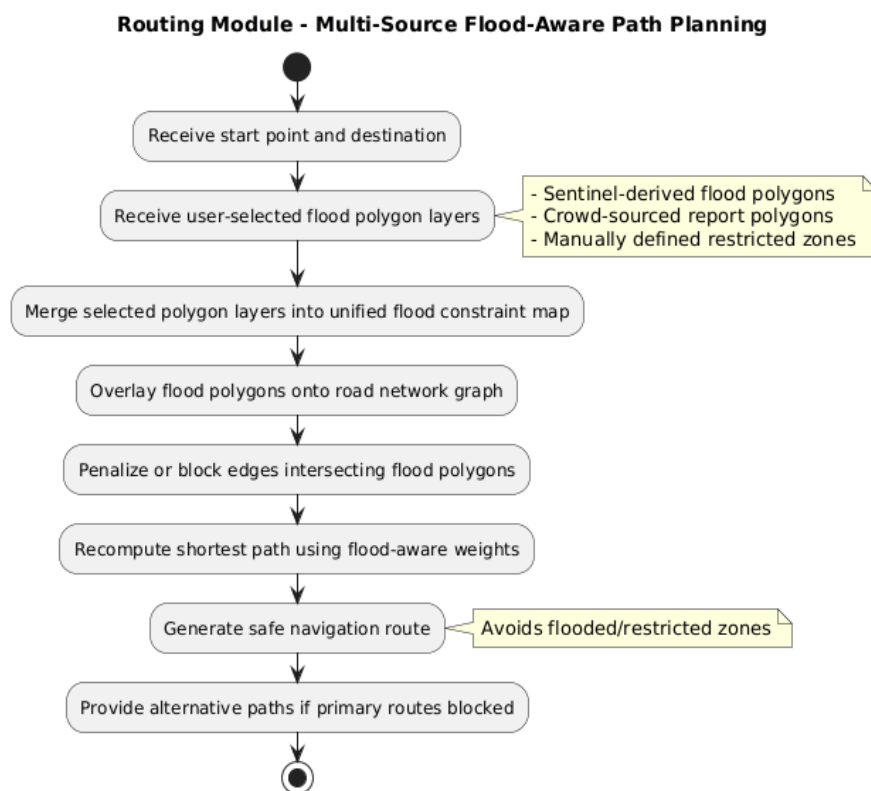 Routing Module - Multi-Source Flood-Aware Path Planning
Receive start point and destination
Receive user-selected flood polygon layers
- Sentinel-derived flood polygons
- Crowd-sourced report polygons
- Manually defined restricted zones
Merge selected polygon layers into unified flood constraint map
Overlay flood polygons onto road network graph
Penalize or block edges intersecting flood polygons
Recompute shortest path using flood-aware weights
Generate safe navigation route
Avoids flooded/restricted zones
Provide alternative paths if primary routes blocked